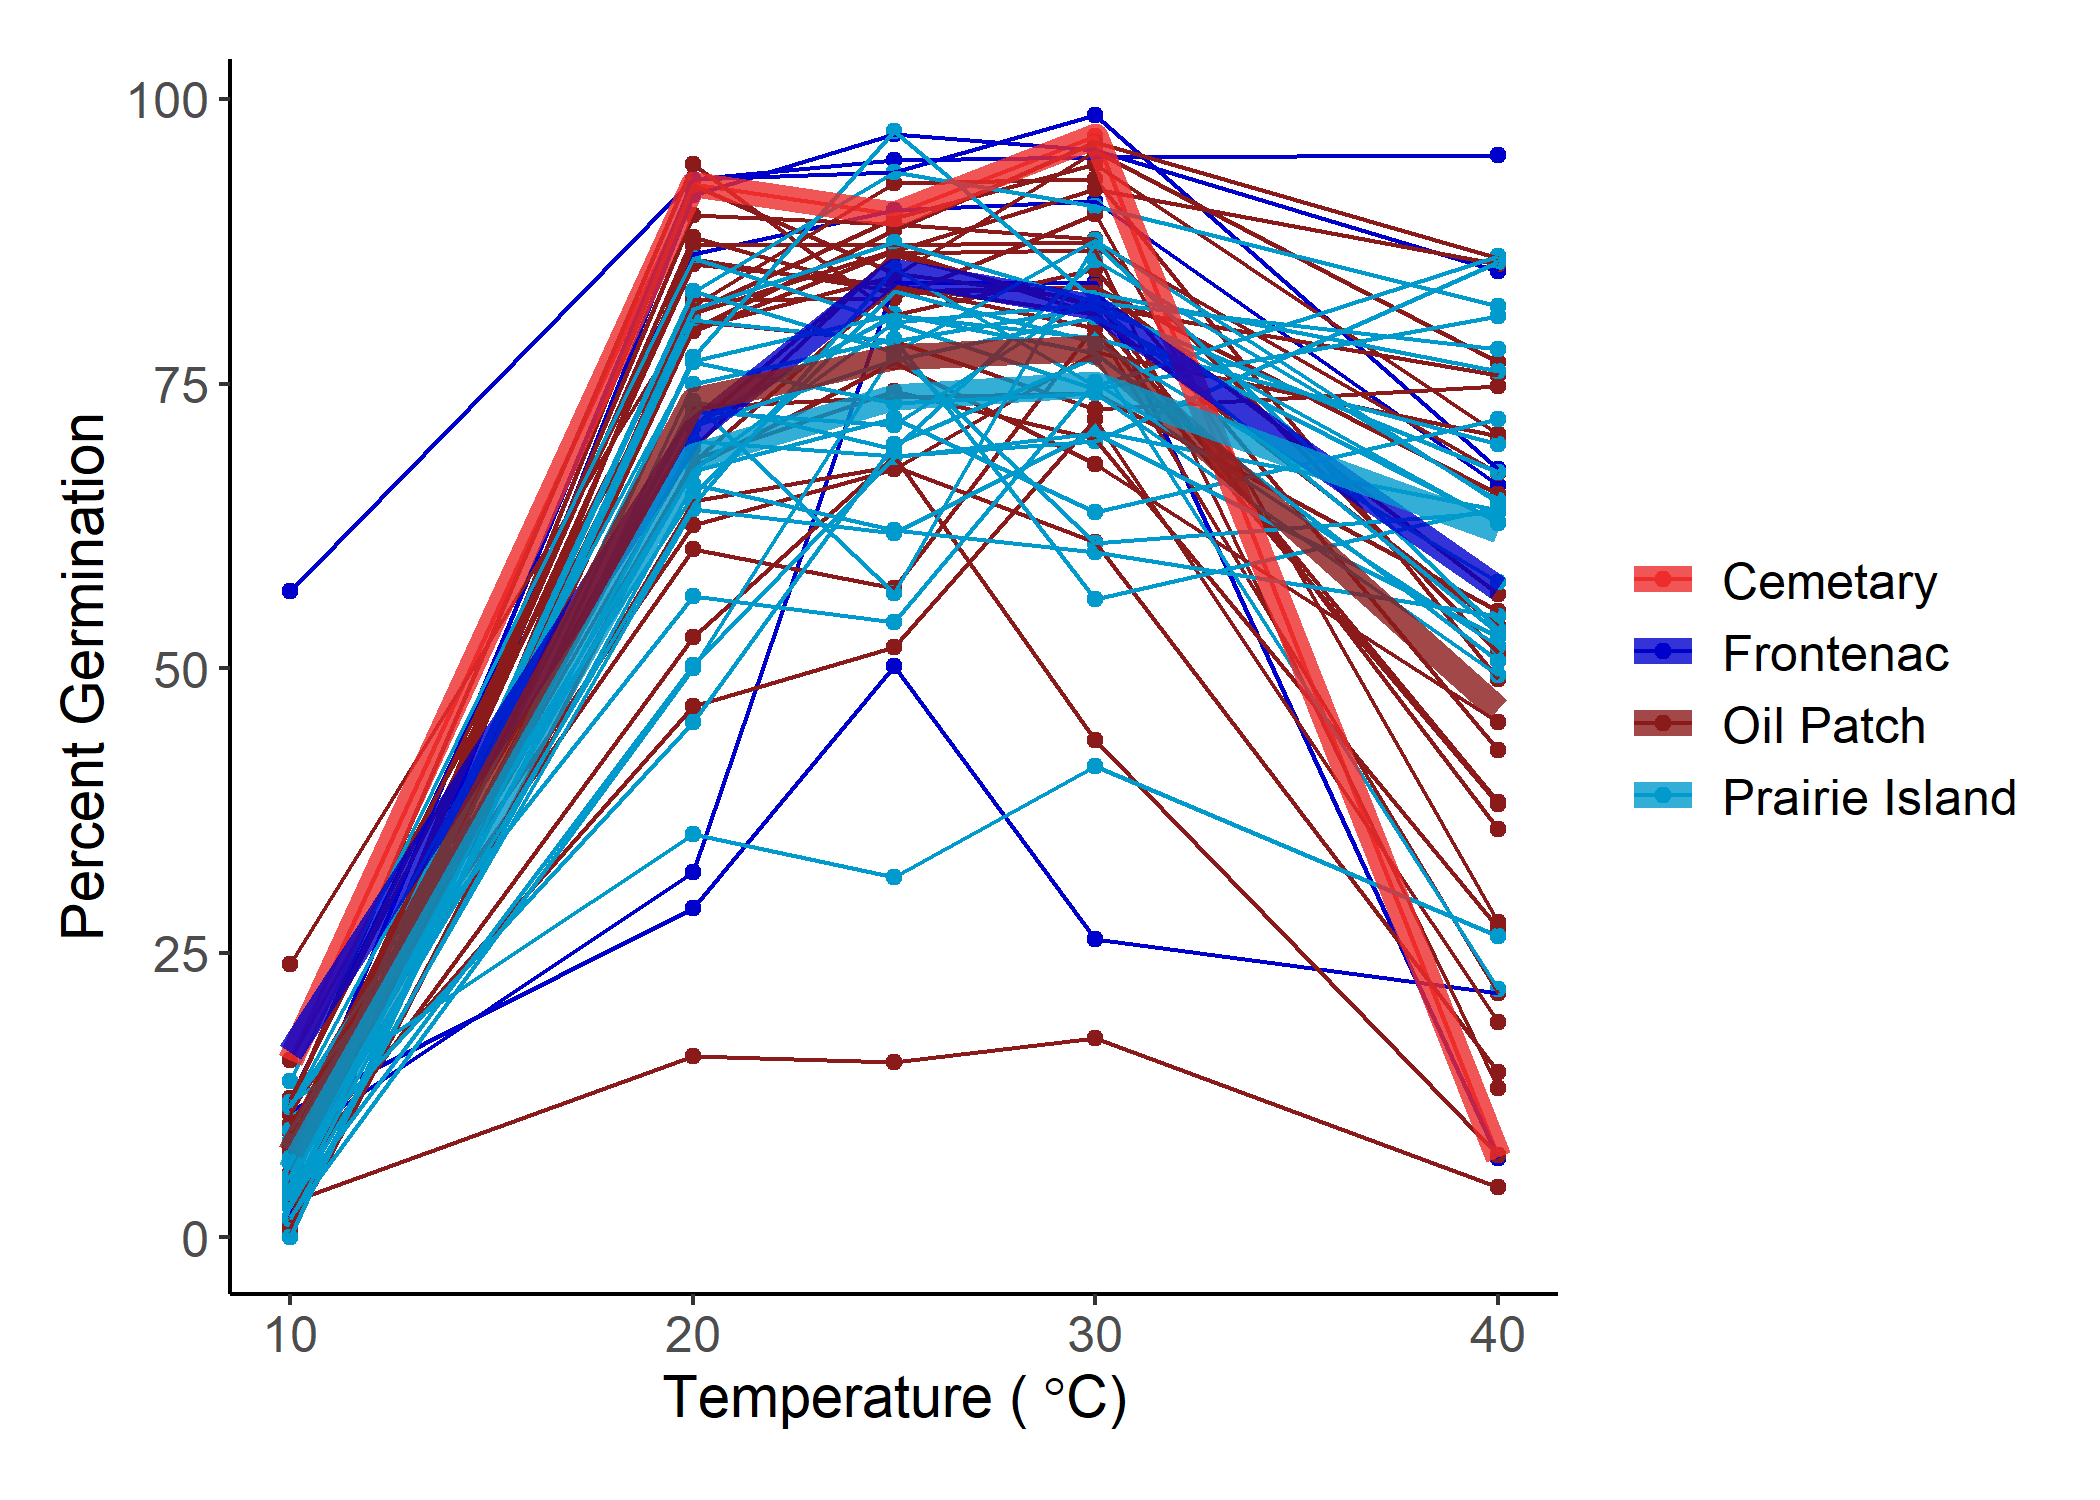 100
75
50
25
0
Percent Germination
10 20 30 40
Temperature ( °C)
Cemetary
Frontenac
Oil Patch
Prairie Island